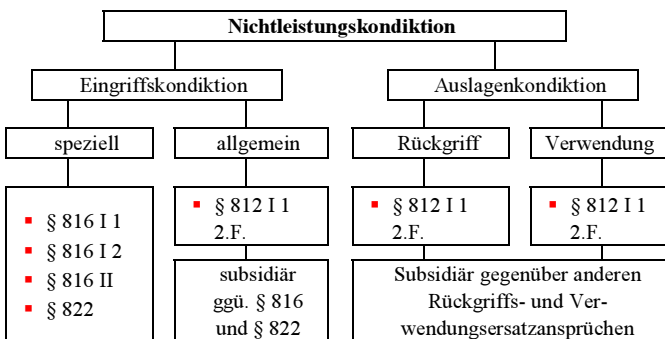 Nichtleistungskondiktion
Eingriffskondiktion
Auslagenkondiktion
speziell
allgemein
Rückgriff
Verwendung
▪ § 816 I 1
▪ § 816 I 2
▪ § 816 II
▪ § 822
▪ § 812 I 1
2.F.
▪ § 812 I 1
2.F.
▪ § 812 I 1
2.F.
subsidiär
ggü. § 816
und § 822
Subsidiär gegenüber anderen
Rückgriffs- und Ver-
wendungsersatzansprüchen